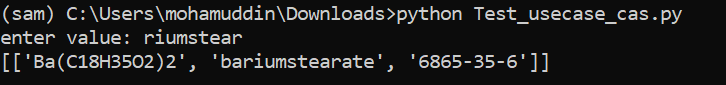 (sam) C:\Users\mohamuddin\Downloads>python Test_usecase_cas.py
enter value: riumstear
[['Ba(C18H35O2)2', 'bariumstearate', '6865-35-6']]